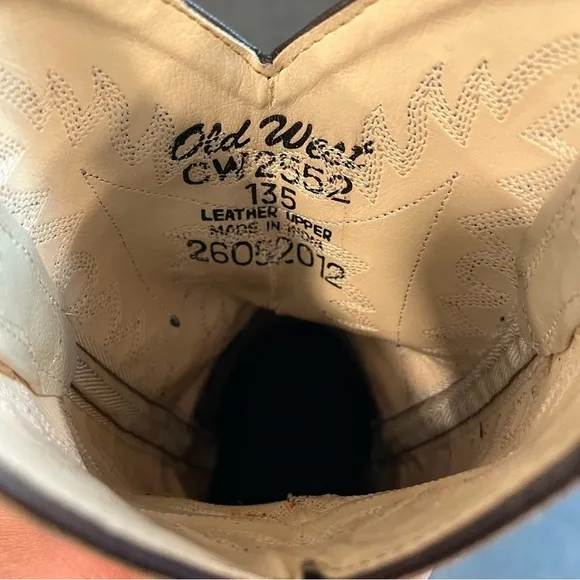 Old West
CW2552
135
LEATHER UPPER
MADE IN INDIA
26052012